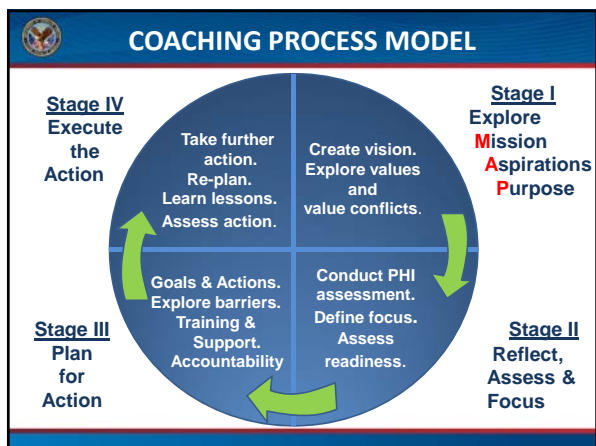 COACHING PROCESS MODEL
Stage I
Explore
Mission
Aspirations
Purpose
Create vision.
Explore values
and
value conflicts.
Stage II
Reflect,
Assess &
Focus
Conduct PHI
assessment.
Define focus.
Assess
readiness.
Stage III
Plan
for
Action
Goals & Actions.
Explore barriers.
Training &
Support.
Accountability
Stage IV
Execute
the
Action
Take further
action.
Re-plan.
Learn lessons.
Assess action.